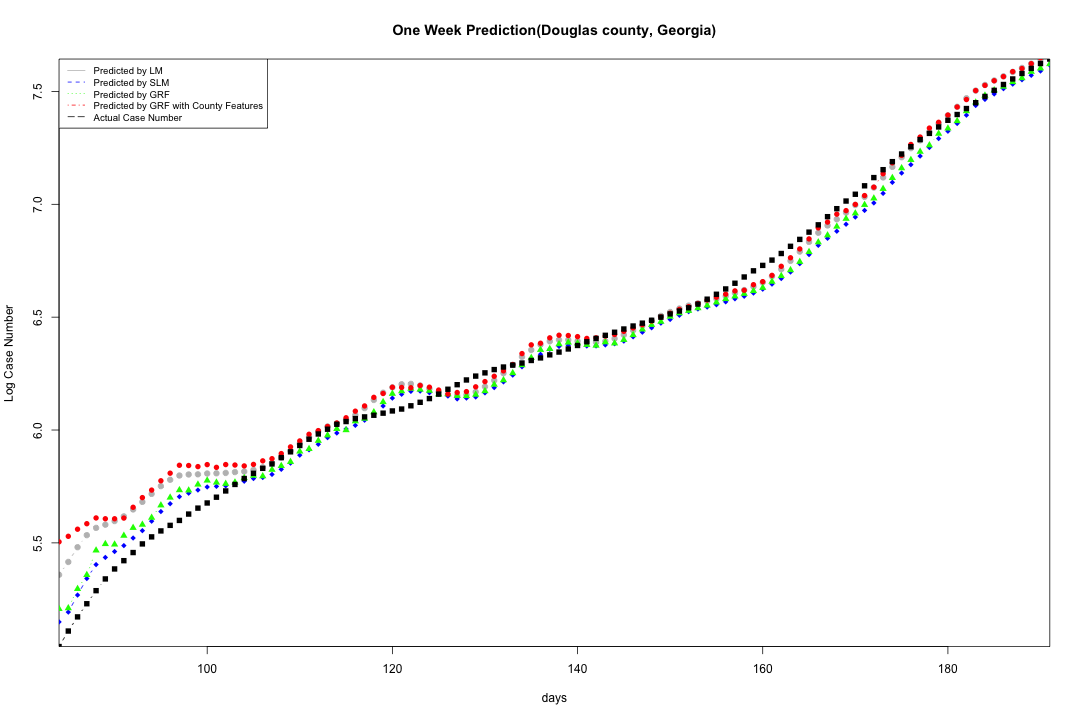 One Week Prediction(Douglas county, Georgia)
Predicted by LM
Predicted by SLM
Predicted by GRF
Predicted by GRF with County Features
Actual Case Number
7.5
7.0
6.5
6.0
5.5
Log Case Number
100 120 140 160 180
days